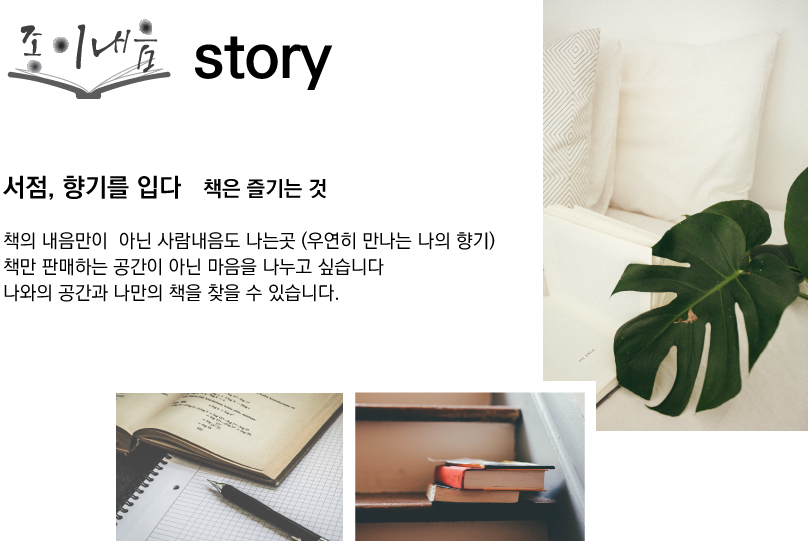 종이내음
story
서점, 향기를 입다 책은 즐기는 것
책의 내음만이 아닌 사람내음도 나는곳 (우연히 만나는 나의 향기)
책만 판매하는 공간이 아닌 마음을 나누고 싶습니다
나와의 공간과 나만의 책을 찾을 수 있습니다.